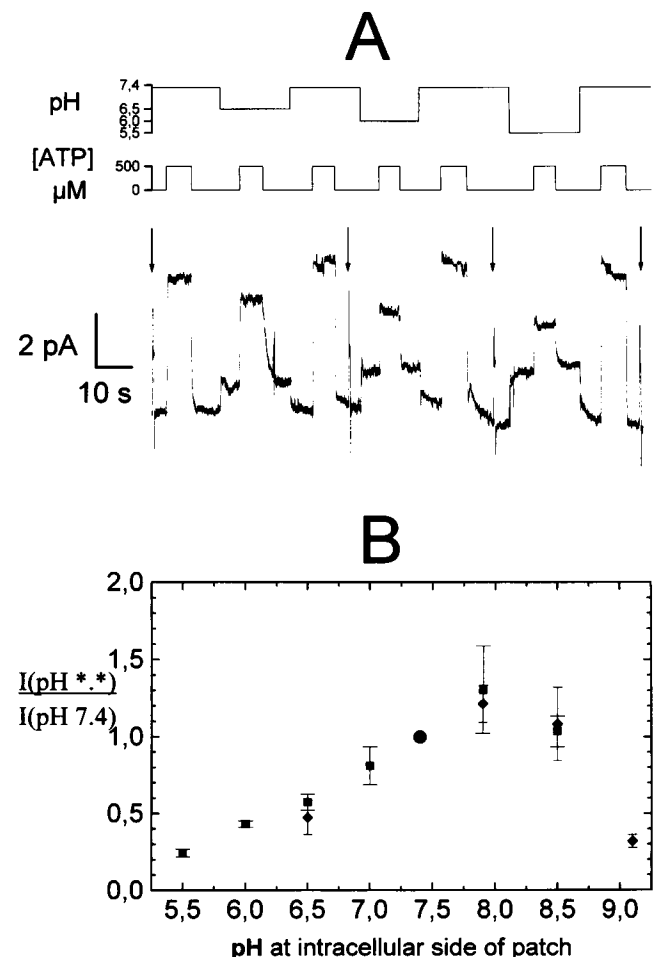 A
pH
7,4
6,5
6,0
5,5
[ATP]
µM
500
0
2 pA
10 s
B
I(pH *.*)
I(pH 7.4)
2,0
1,5
1,0
0,5
0,0
5,5 6,0 6,5 7,0 7,5 8,0 8,5 9,0
pH at intracellular side of patch